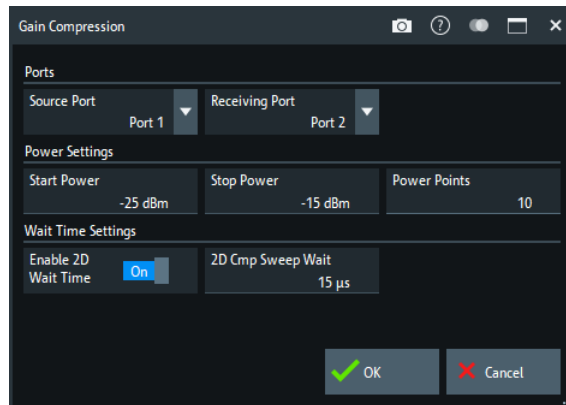 Gain Compression
Ports
Source Port
Port 1
Receiving Port
Port 2
Power Settings
Start Power
-25 dBm
Stop Power
-15 dBm
Power Points
10
Wait Time Settings
Enable 2D
Wait Time
On
2D Cmp Sweep Wait
15 µs
OK
Cancel